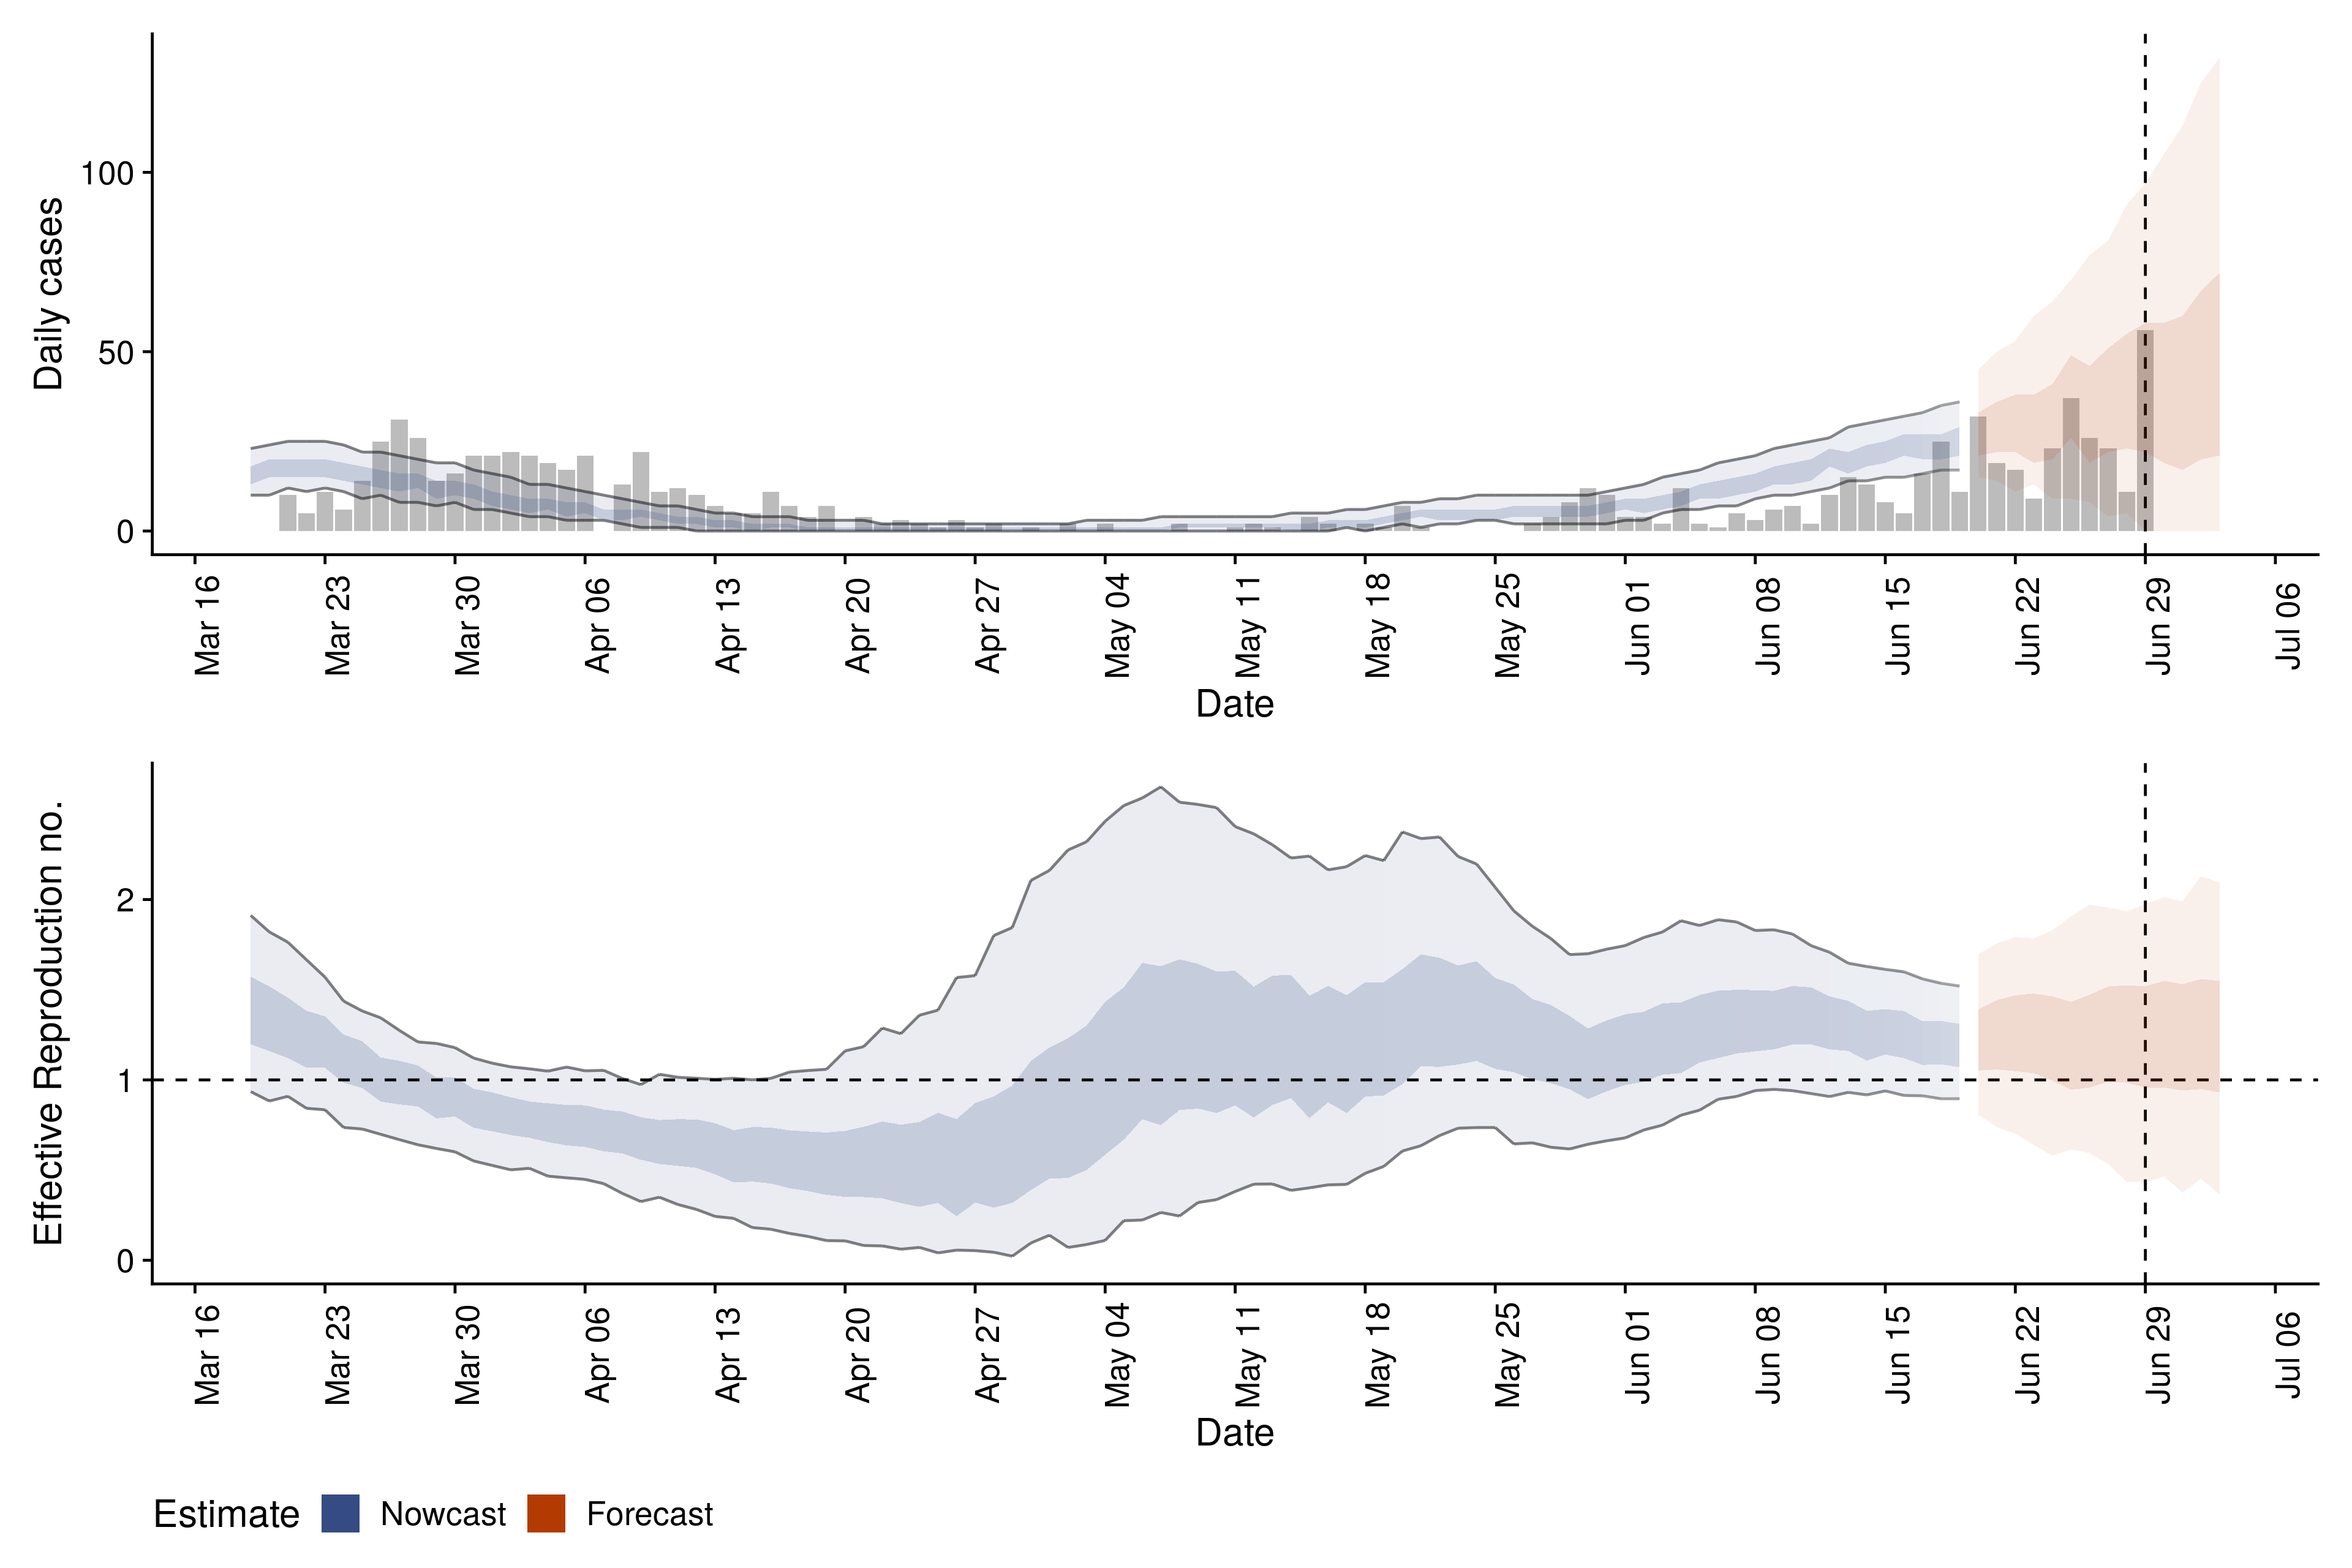 Daily cases
100
50
0
Mar 16 Mar 23 Mar 30 Apr 06 Apr 13 Apr 20 Apr 27 May 04 May 11 May 18 May 25 Jun 01 Jun 08 Jun 15 Jun 22 Jun 29 Jul 06
Date
Effective Reproduction no.
2
1
0
Mar 16 Mar 23 Mar 30 Apr 06 Apr 13 Apr 20 Apr 27 May 04 May 11 May 18 May 25 Jun 01 Jun 08 Jun 15 Jun 22 Jun 29 Jul 06
Date
Estimate Nowcast Forecast